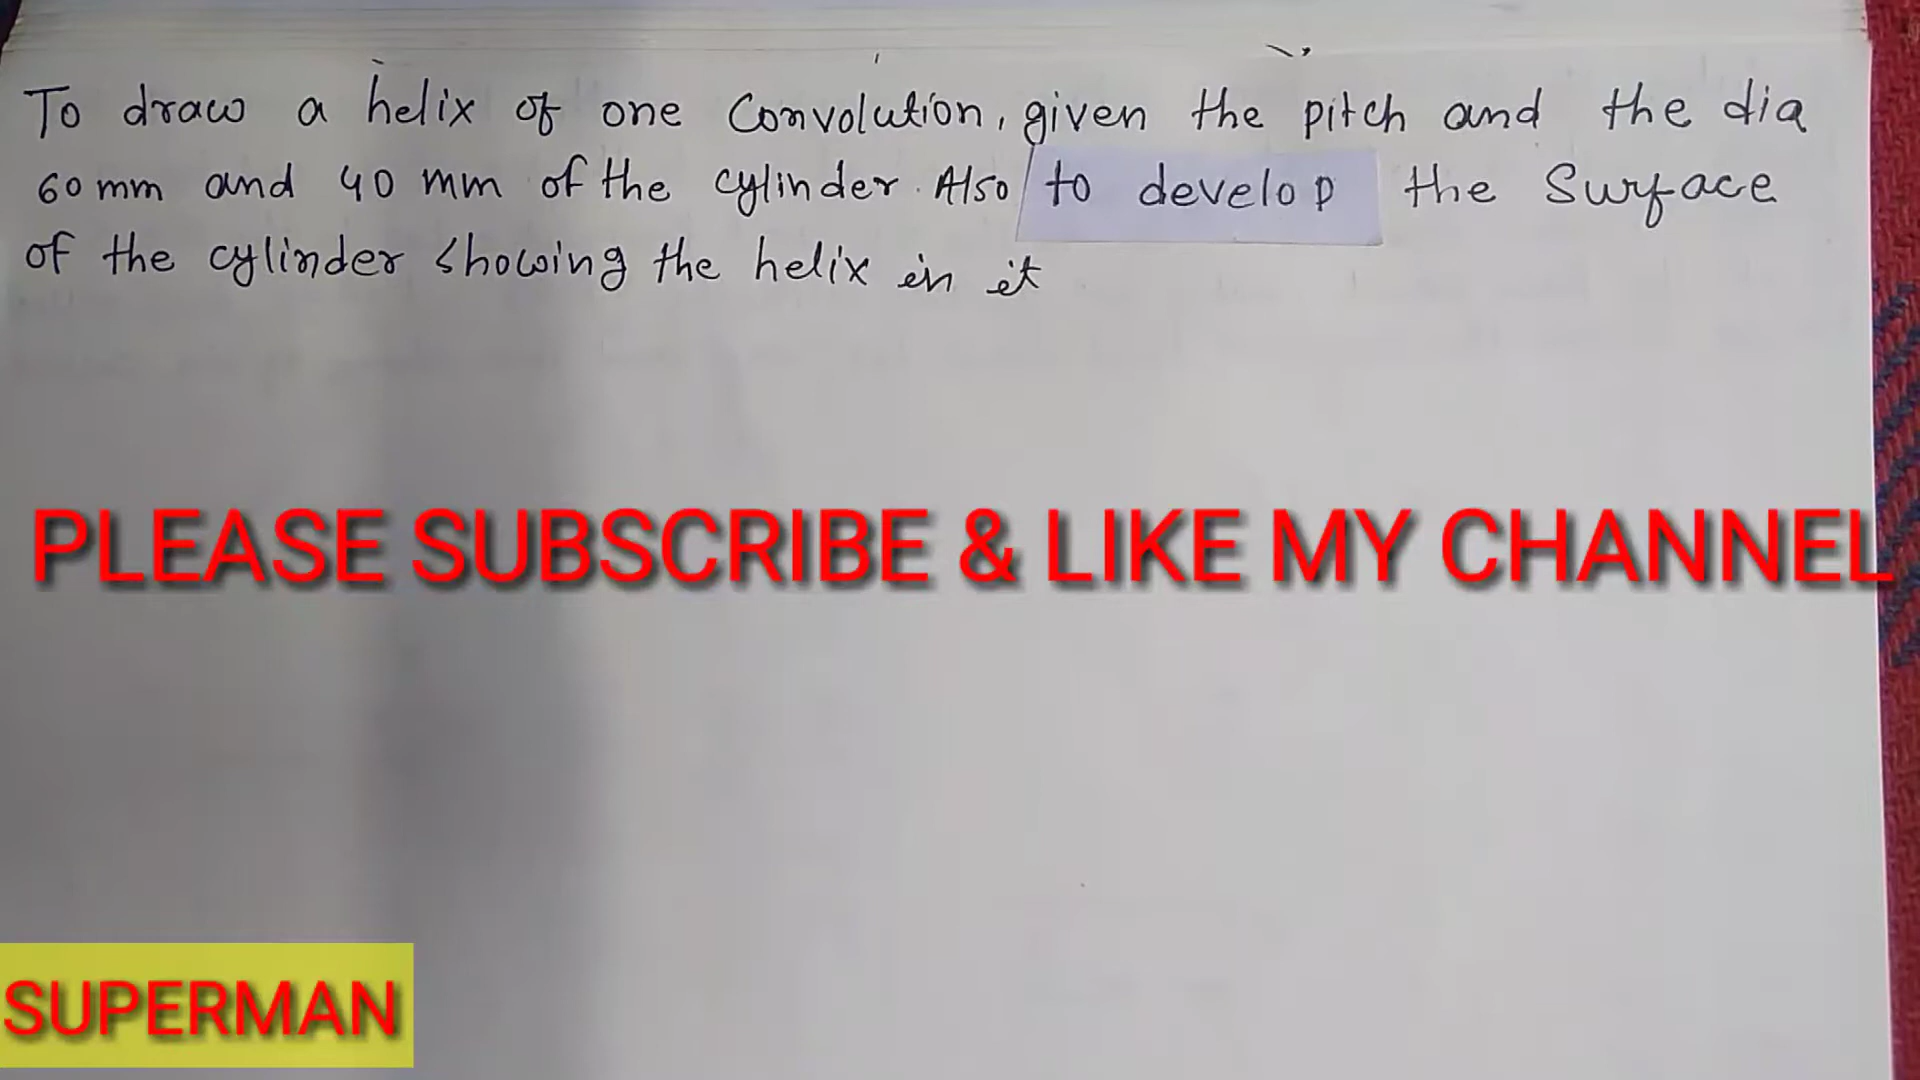 To draw a helix of one Convolution, given the pitch and the dia
60 mm and 40 mm of the cylinder. Also to develop the Surface
of the cylinder showing the helix in it
PLEASE SUBSCRIBE & LIKE MY CHANNEL
SUPERMAN